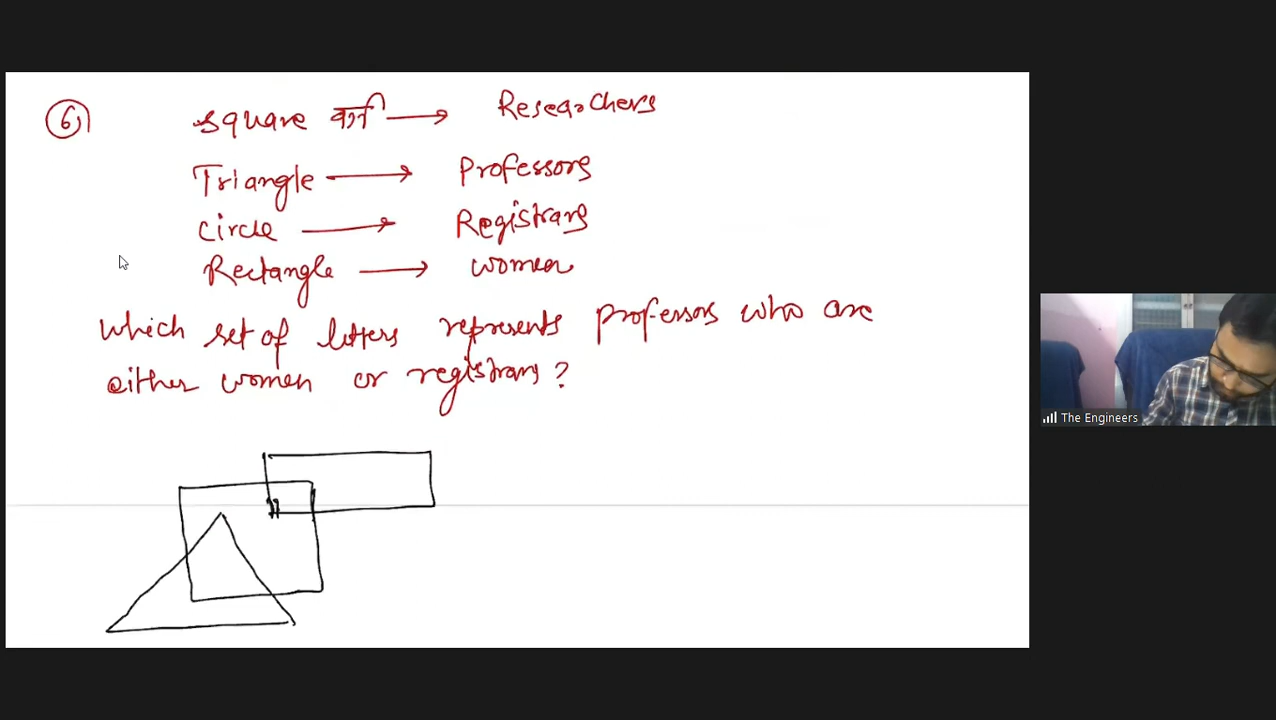 6
square वर्ग → Researchers
Triangle → Professors
circle → Registrars
Rectangle → women
which set of letters represents professors who are
either women or registrars ?
The Engineers